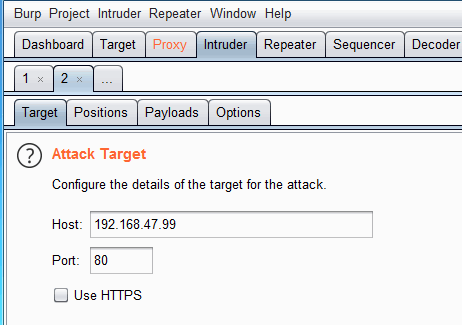 Burp Project Intruder Repeater Window Help
Dashboard Target Proxy Intruder Repeater Sequencer Decoder
1 × 2 × ...
Target Positions Payloads Options
? Attack Target
Configure the details of the target for the attack.
Host: 192.168.47.99
Port: 80
Use HTTPS